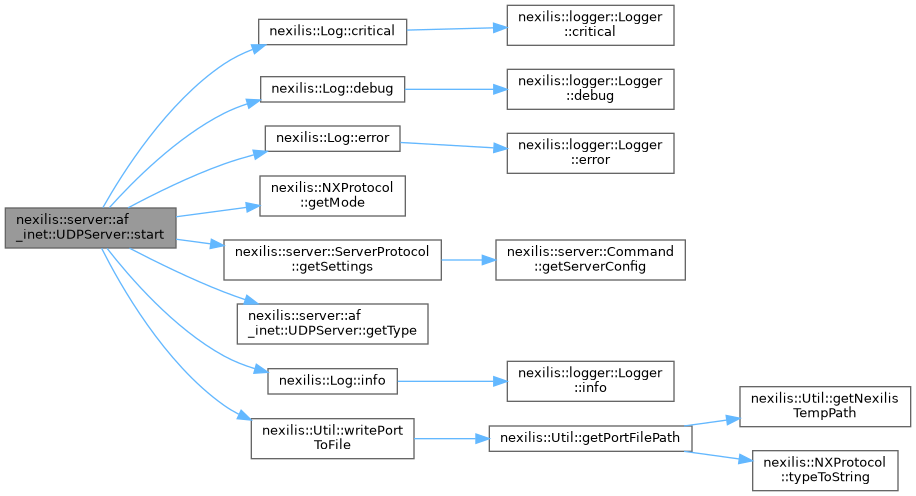 nexilis::server::af
_inet::UDPServer::start
nexilis::Log::critical
nexilis::logger::Logger
::critical
nexilis::Log::debug
nexilis::logger::Logger
::debug
nexilis::Log::error
nexilis::logger::Logger
::error
nexilis::NXProtocol
::getMode
nexilis::server::ServerProtocol
::getSettings
nexilis::server::Command
::getServerConfig
nexilis::server::af
_inet::UDPServer::getType
nexilis::Log::info
nexilis::logger::Logger
::info
nexilis::Util::writePort
ToFile
nexilis::Util::getPortFilePath
nexilis::Util::getNexilis
TempPath
nexilis::NXProtocol
::typeToString